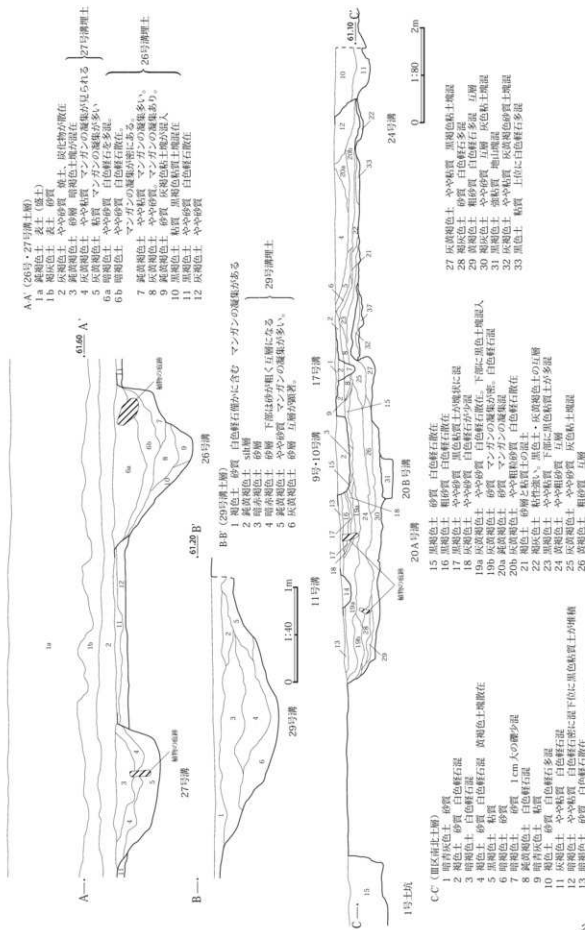 A-A' (26号・27号溝土層)
1a 鈍褐色土 表土 (盛土)
1b 褐灰色土 表土 砂質
2 灰褐色土 やや砂質 焼土、炭化物が散在
3 鈍黄褐色土 砂層 暗褐色土塊が混在
4 灰黄褐色土 やや粘質 マンガンの凝集が見られる
5 灰黄褐色土 粘質 マンガンの凝集が多い
6a 暗褐色土 やや砂質 白色軽石を多混。
6b 暗褐色土 やや砂質 白色軽石散在。
マンガンの凝集が密にある。
7 鈍黄褐色土 やや粘質 マンガンの凝集多い。
8 灰黄褐色土 やや砂質。マンガンの凝集あり。
9 鈍黄褐色土 砂質 灰褐色粘土塊が混入
10 黒褐色土 粘質 黒褐色粘質土塊混在
11 黒褐色土 やや砂質 白色軽石散在
12 灰褐色土 やや砂質
27号溝埋土
26号溝埋土
A
A'
61.60
1a
1b
27号溝
26号溝
植物の痕跡
植物の痕跡
B-B' (29号溝土層)
1 褐色土 砂質 白色軽石僅かに含む マンガンの凝集がある
2 鈍黄褐色土 silt層
3 暗赤褐色土 砂層
4 暗赤褐色土 砂層 下部は砂が粗く互層になる
5 鈍黄褐色土 やや砂質 マンガンの凝集が多い。
6 灰黄褐色土 砂層 互層が顕著。
29号溝埋土
B
B'
61.20
29号溝
0 1:40 1m
C
C'
61.10
1号土坑
11号溝
9号・10号溝
17号溝
20A号溝
20B号溝
24号溝
植物の痕跡
0 1:80 2m
C-C' (Ⅲ区南北土層)
1 暗青灰色土 砂質
2 褐色土 砂質 白色軽石混
3 暗褐色土 白色軽石混
4 褐色土 砂質 白色軽石混 黄褐色土塊散在
5 黒褐色土 粘質
6 暗褐色土 砂質
7 暗褐色土 砂質 1cm大の礫少混
8 鈍黄褐色土 白色軽石混
9 暗青灰色土 粘質
10 褐色土 砂質 白色軽石多混
11 灰褐色土 やや粘質 白色軽石混
12 暗褐色土 やや粘質 白色軽石密に混下位に黒色粘質土が堆積
13 暗褐色土 砂質 白色軽石散在
15 黒褐色土 砂質 白色軽石散在
16 黒褐色土 粗砂質 白色軽石散在
17 黒褐色土 やや砂質 黒色粘質土が塊状に混
18 灰褐色土 やや砂質 白色軽石が少混
19a 灰黄褐色土 やや砂質 白色軽石散在。下部に黒色土塊混入
19b 灰黄褐色土 砂質 マンガンの凝集が密。白色軽石混
20a 鈍黄褐色土 砂質 マンガンの凝集混
20b 灰黄褐色土 やや粗粒砂質 白色軽石散在
21 褐色土 砂層と粘質土の混土
22 褐灰色土 粘性強い。黒色土・灰黄褐色土の互層
23 黒褐色土 やや粘質 下部に黒色粘質土が多混
24 黄褐色土 やや粗砂質 互層
25 灰黄褐色土 やや砂質 灰色粘土塊混
26 黄褐色土 粗砂質 互層
27 灰黄褐色土 やや粘質 黒褐色粘土塊混
28 褐灰色土 砂質 白色軽石多混
29 黄褐色土 粗砂質 白色軽石多混 互層
30 褐灰色土 やや砂質 互層 灰色粘土塊混
31 黒褐色土 強粘質 地山塊混
32 灰褐色土 やや粘質 灰黄褐色砂質土塊混
33 黒色土 粘質 上位に白色軽石多混